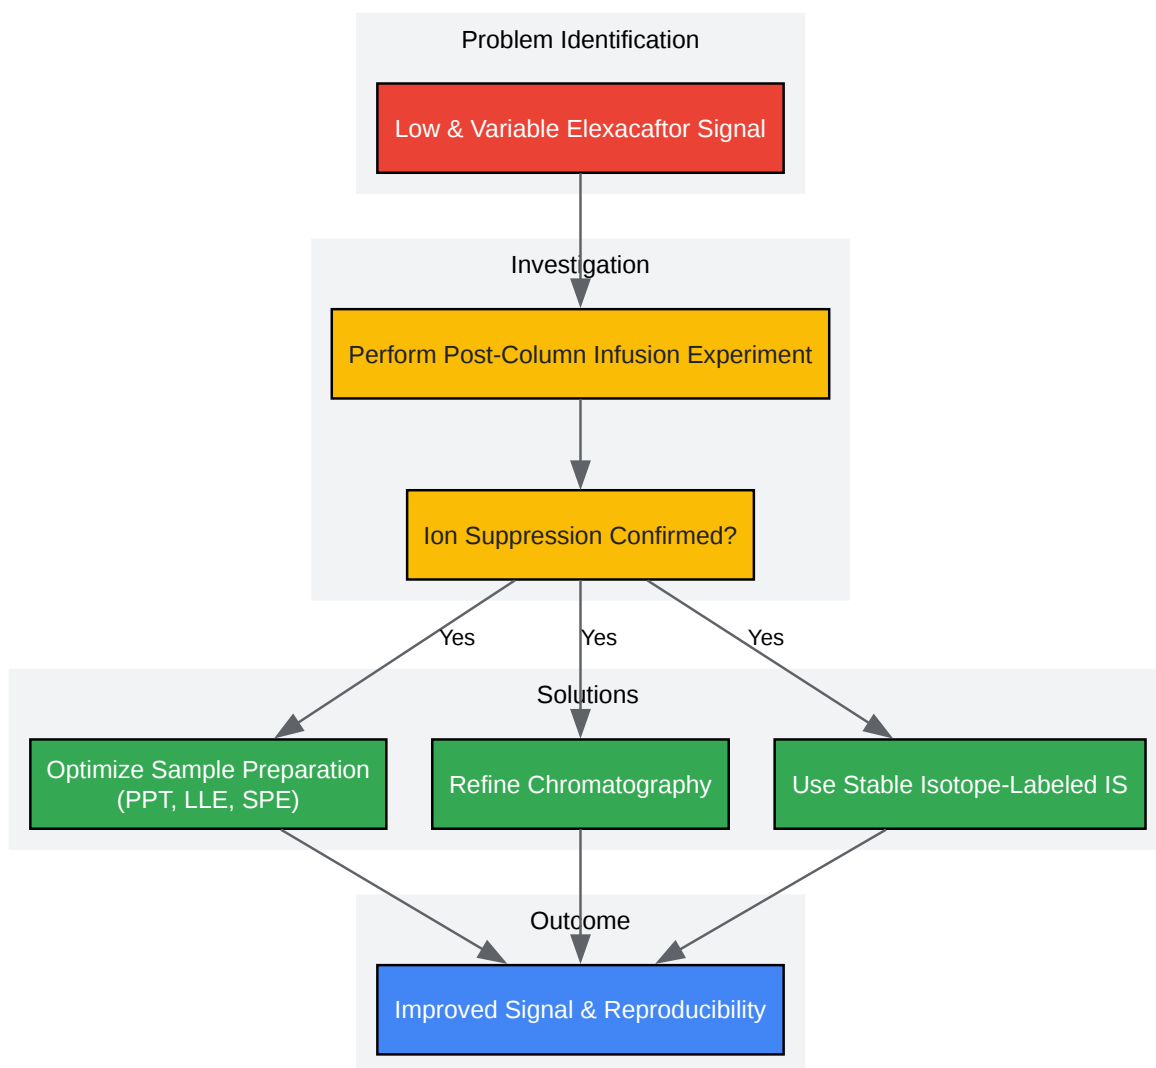 Problem Identification
Low & Variable Elexacaftor Signal
Investigation
Perform Post-Column Infusion Experiment
Ion Suppression Confirmed?
Yes
Yes
Yes
Solutions
Optimize Sample Preparation
(PPT, LLE, SPE)
Refine Chromatography
Use Stable Isotope-Labeled IS
Outcome
Improved Signal & Reproducibility